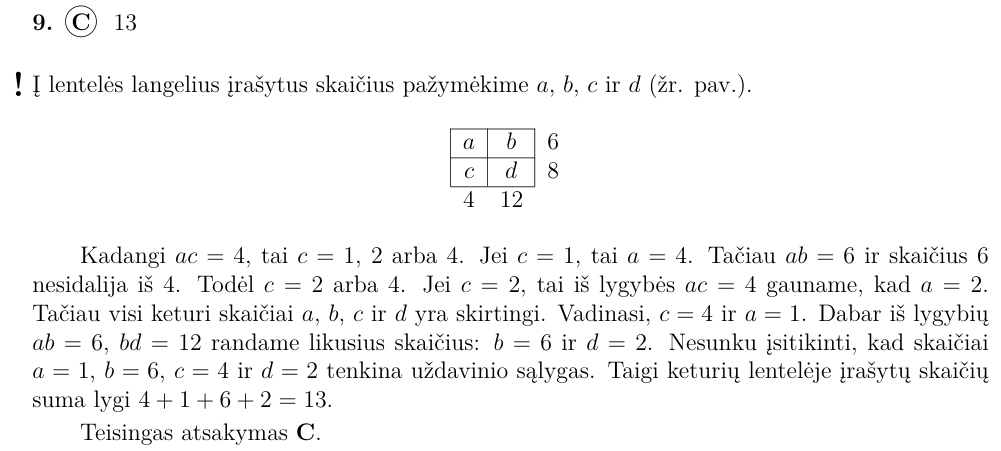 9. C 13
! Į lentelės langelius įrašytus skaičius pažymėkime a, b, c ir d (žr. pav.).
a b 6
c d 8
4 12
Kadangi ac = 4, tai c = 1, 2 arba 4. Jei c = 1, tai a = 4. Tačiau ab = 6 ir skaičius 6
nesidalija iš 4. Todėl c = 2 arba 4. Jei c = 2, tai iš lygybės ac = 4 gauname, kad a = 2.
Tačiau visi keturi skaičiai a, b, c ir d yra skirtingi. Vadinasi, c = 4 ir a = 1. Dabar iš lygybių
ab = 6, bd = 12 randame likusius skaičius: b = 6 ir d = 2. Nesunku įsitikinti, kad skaičiai
a = 1, b = 6, c = 4 ir d = 2 tenkina uždavinio sąlygas. Taigi keturių lentelėje įrašytų skaičių
suma lygi 4 + 1 + 6 + 2 = 13.
Teisingas atsakymas C.